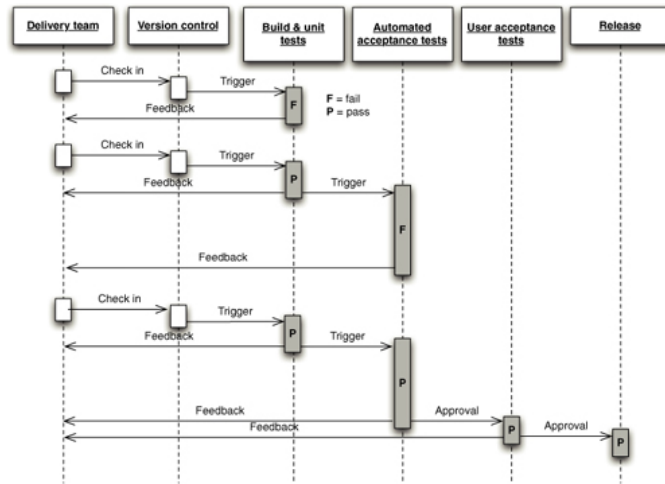 Delivery team
Version control
Build & unit
tests
Automated
acceptance tests
User acceptance
tests
Release
Check in
Trigger
Feedback
F
F = fail
P = pass
Check in
Trigger
Feedback
P
Trigger
F
Feedback
Check in
Trigger
Feedback
P
Trigger
P
Feedback
Approval
Feedback
P
Approval
P